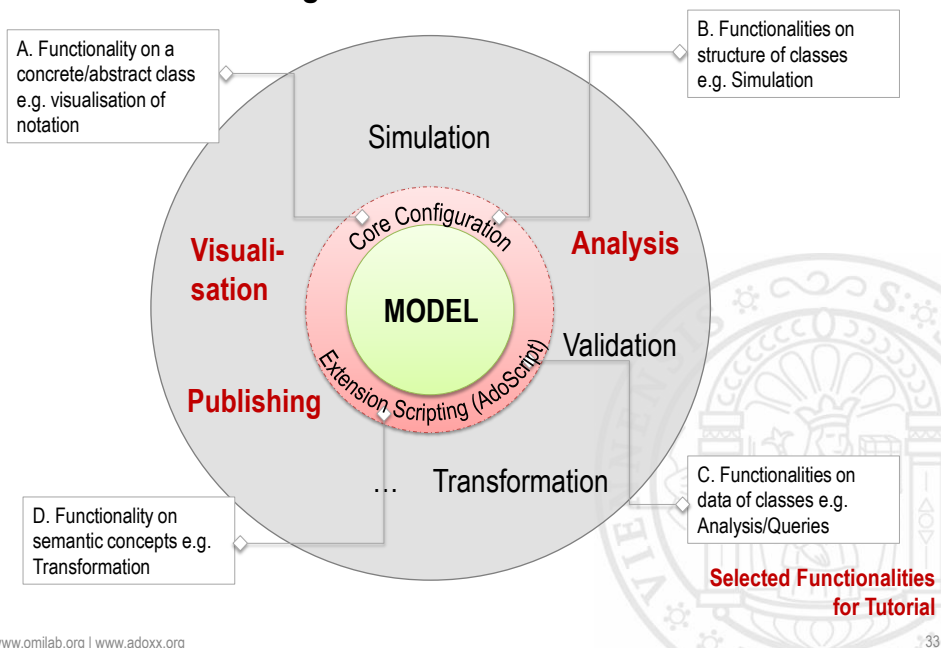 A. Functionality on a
concrete/abstract class
e.g. visualisation of
notation
B. Functionalities on
structure of classes
e.g. Simulation
Simulation
Core Configuration
Visuali-
sation
Analysis
MODEL
Validation
Extension Scripting (AdoScript)
Publishing
… Transformation
C. Functionalities on
data of classes e.g.
Analysis/Queries
D. Functionality on
semantic concepts e.g.
Transformation
Selected Functionalities
for Tutorial
www.omilab.org | www.adoxx.org
33